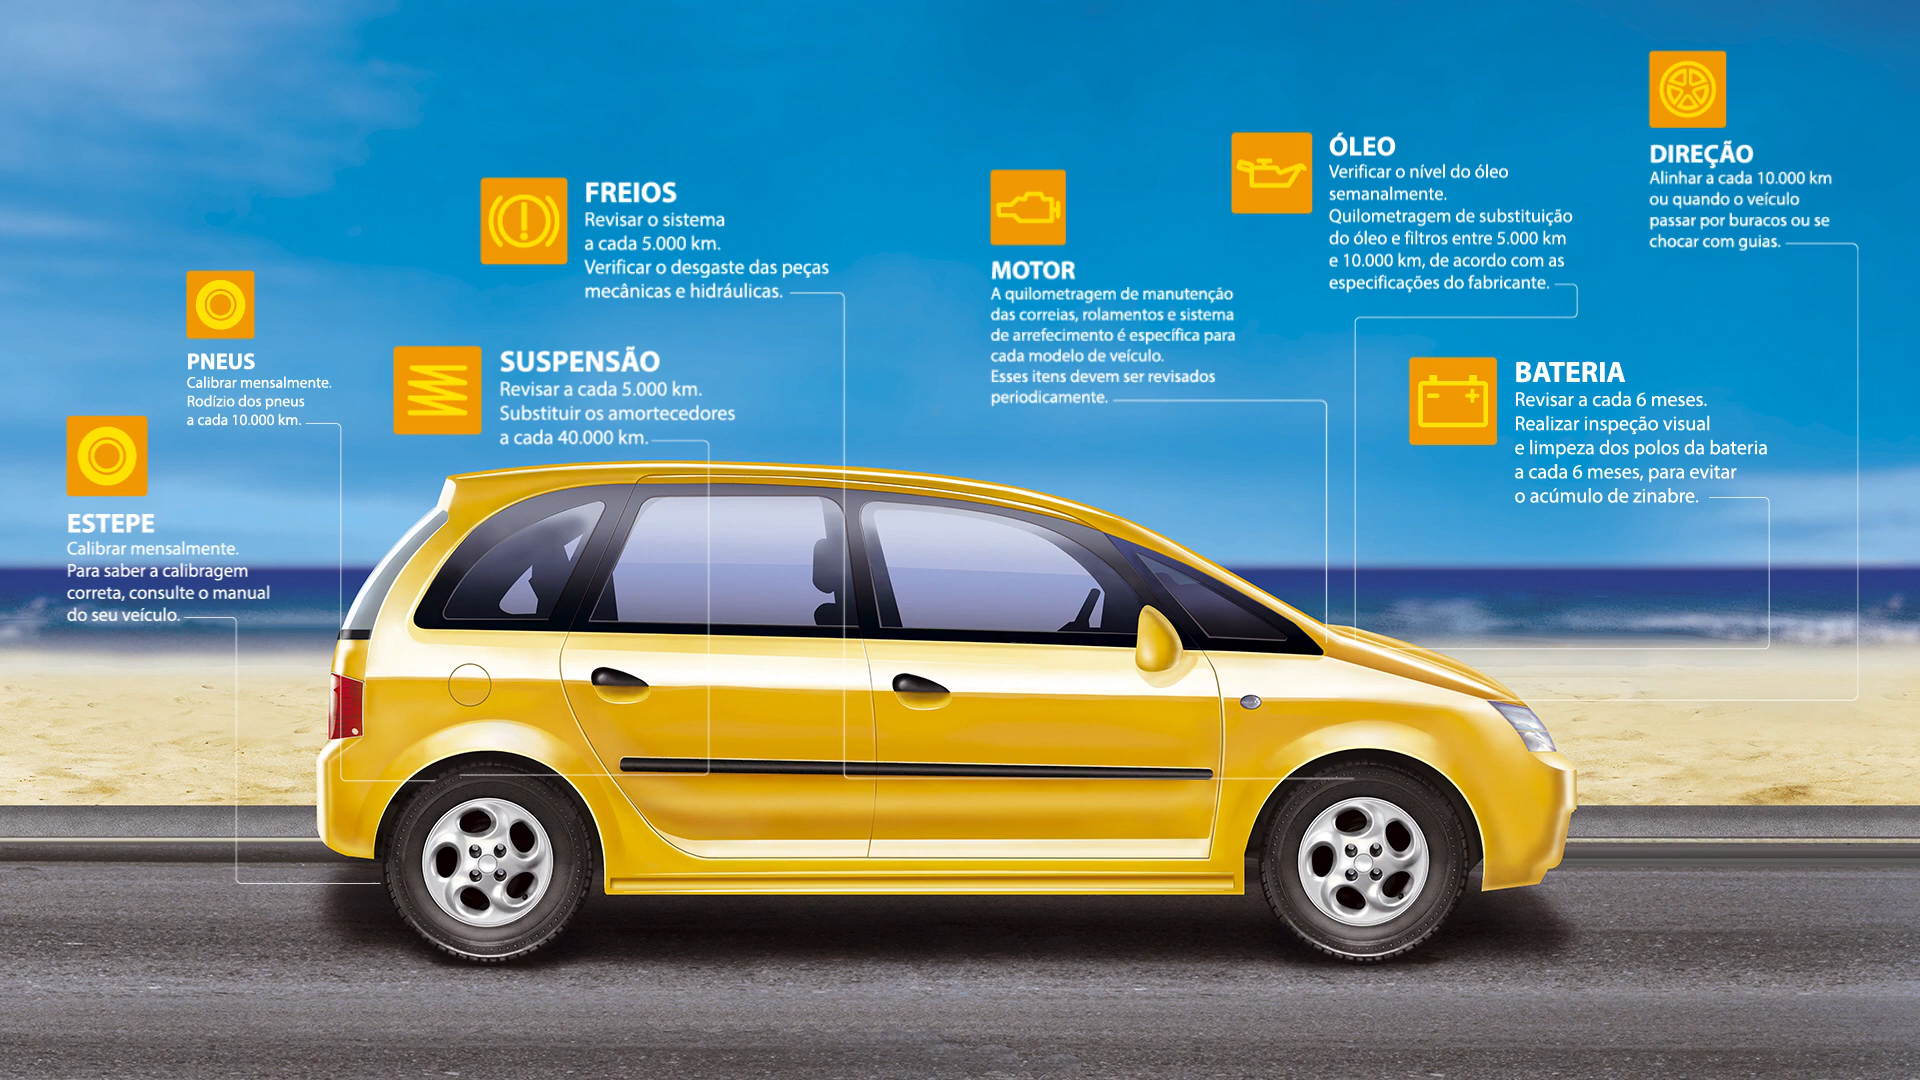 ESTEPE
Calibrar mensalmente.
Para saber a calibragem
correta, consulte o manual
do seu veículo.
PNEUS
Calibrar mensalmente.
Rodízio dos pneus
a cada 10.000 km.
SUSPENSÃO
Revisar a cada 5.000 km.
Substituir os amortecedores
a cada 40.000 km.
FREIOS
Revisar o sistema
a cada 5.000 km.
Verificar o desgaste das peças
mecânicas e hidráulicas.
MOTOR
A quilometragem de manutenção
das correias, rolamentos e sistema
de arrefecimento é específica para
cada modelo de veículo.
Esses itens devem ser revisados
periodicamente.
ÓLEO
Verificar o nível do óleo
semanalmente.
Quilometragem de substituição
do óleo e filtros entre 5.000 km
e 10.000 km, de acordo com as
especificações do fabricante.
BATERIA
Revisar a cada 6 meses.
Realizar inspeção visual
e limpeza dos polos da bateria
a cada 6 meses, para evitar
o acúmulo de zinabre.
DIREÇÃO
Alinhar a cada 10.000 km
ou quando o veículo
passar por buracos ou se
chocar com guias.